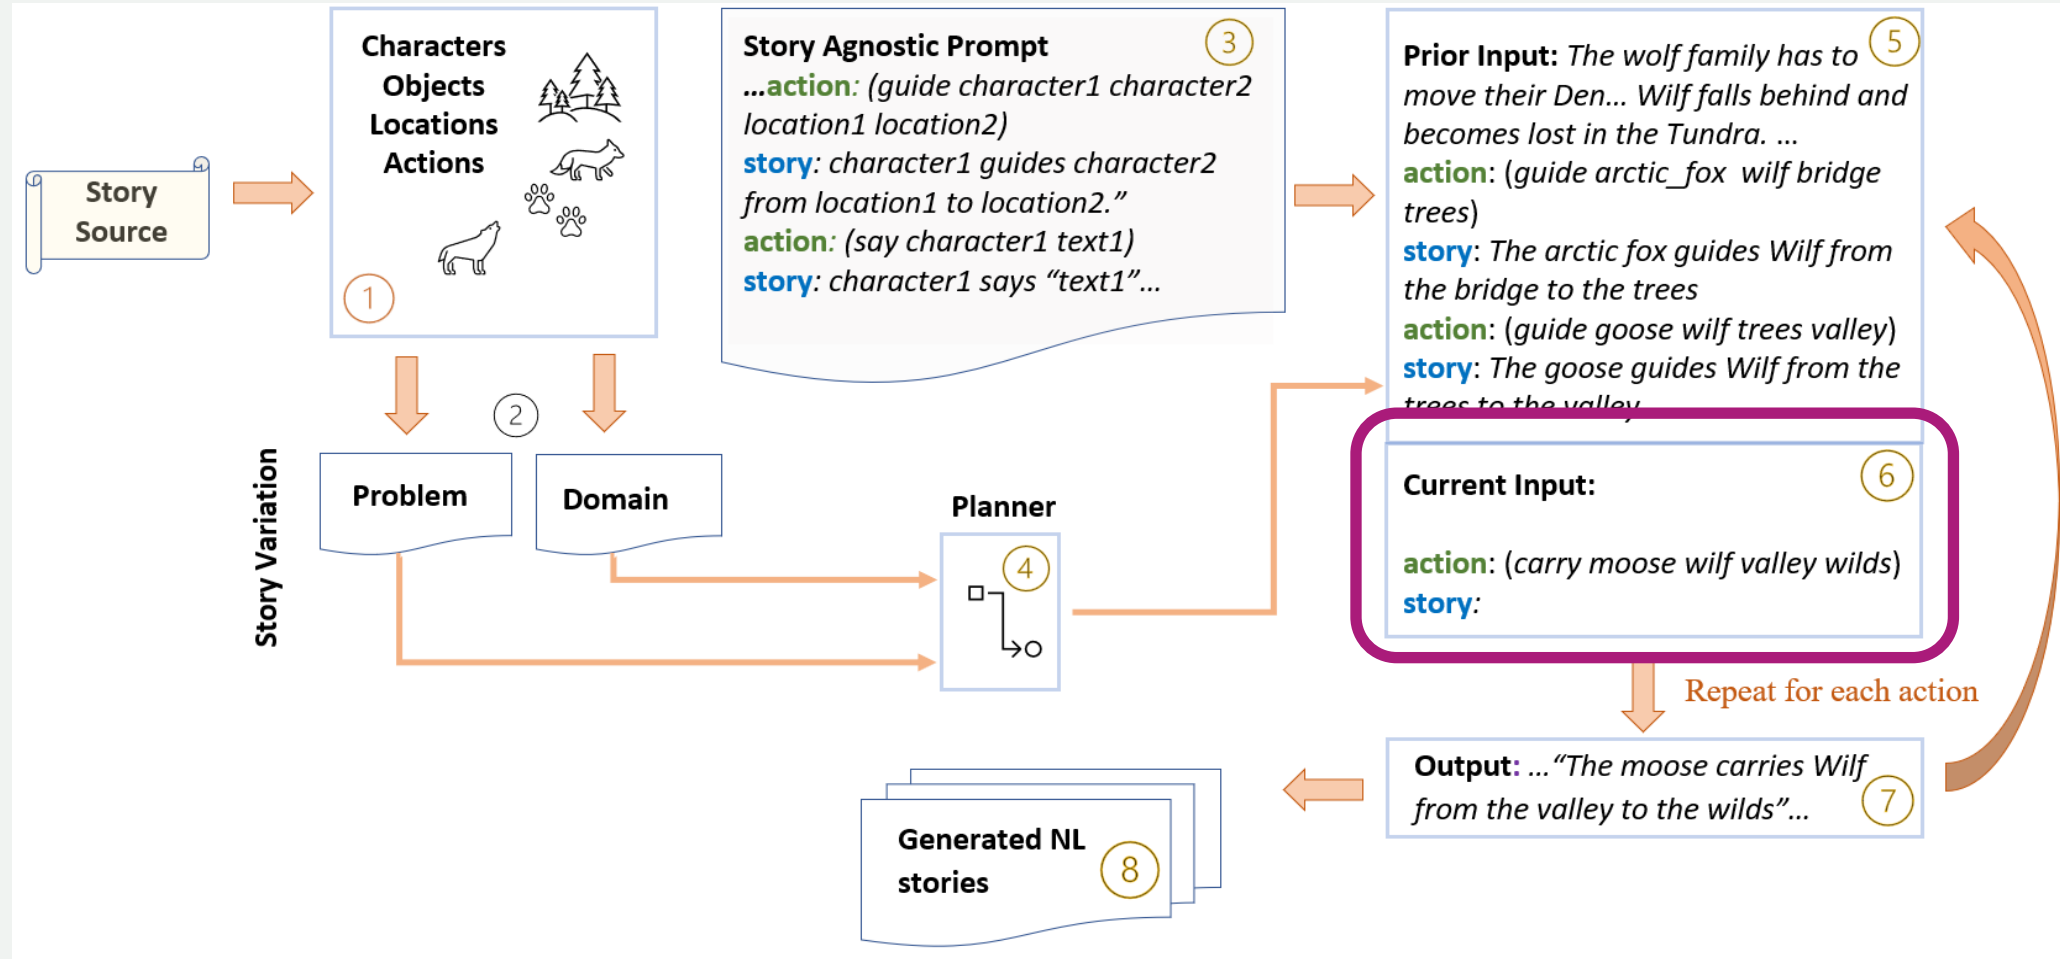 Story
Source
Characters
Objects
Locations
Actions
1
2
Story Variation
Problem
Domain
Story Agnostic Prompt
3
...action: (guide character1 character2
location1 location2)
story: character1 guides character2
from location1 to location2.”
action: (say character1 text1)
story: character1 says “text1”...
Planner
4
Prior Input: The wolf family has to
5
move their Den... Wilf falls behind and
becomes lost in the Tundra. ...
action: (guide arctic_fox wilf bridge
trees)
story: The arctic fox guides Wilf from
the bridge to the trees
action: (guide goose wilf trees valley)
story: The goose guides Wilf from the
trees to the valley
Current Input:
6
action: (carry moose wilf valley wilds)
story:
Repeat for each action
Output: ...“The moose carries Wilf
from the valley to the wilds”...
7
Generated NL
stories
8